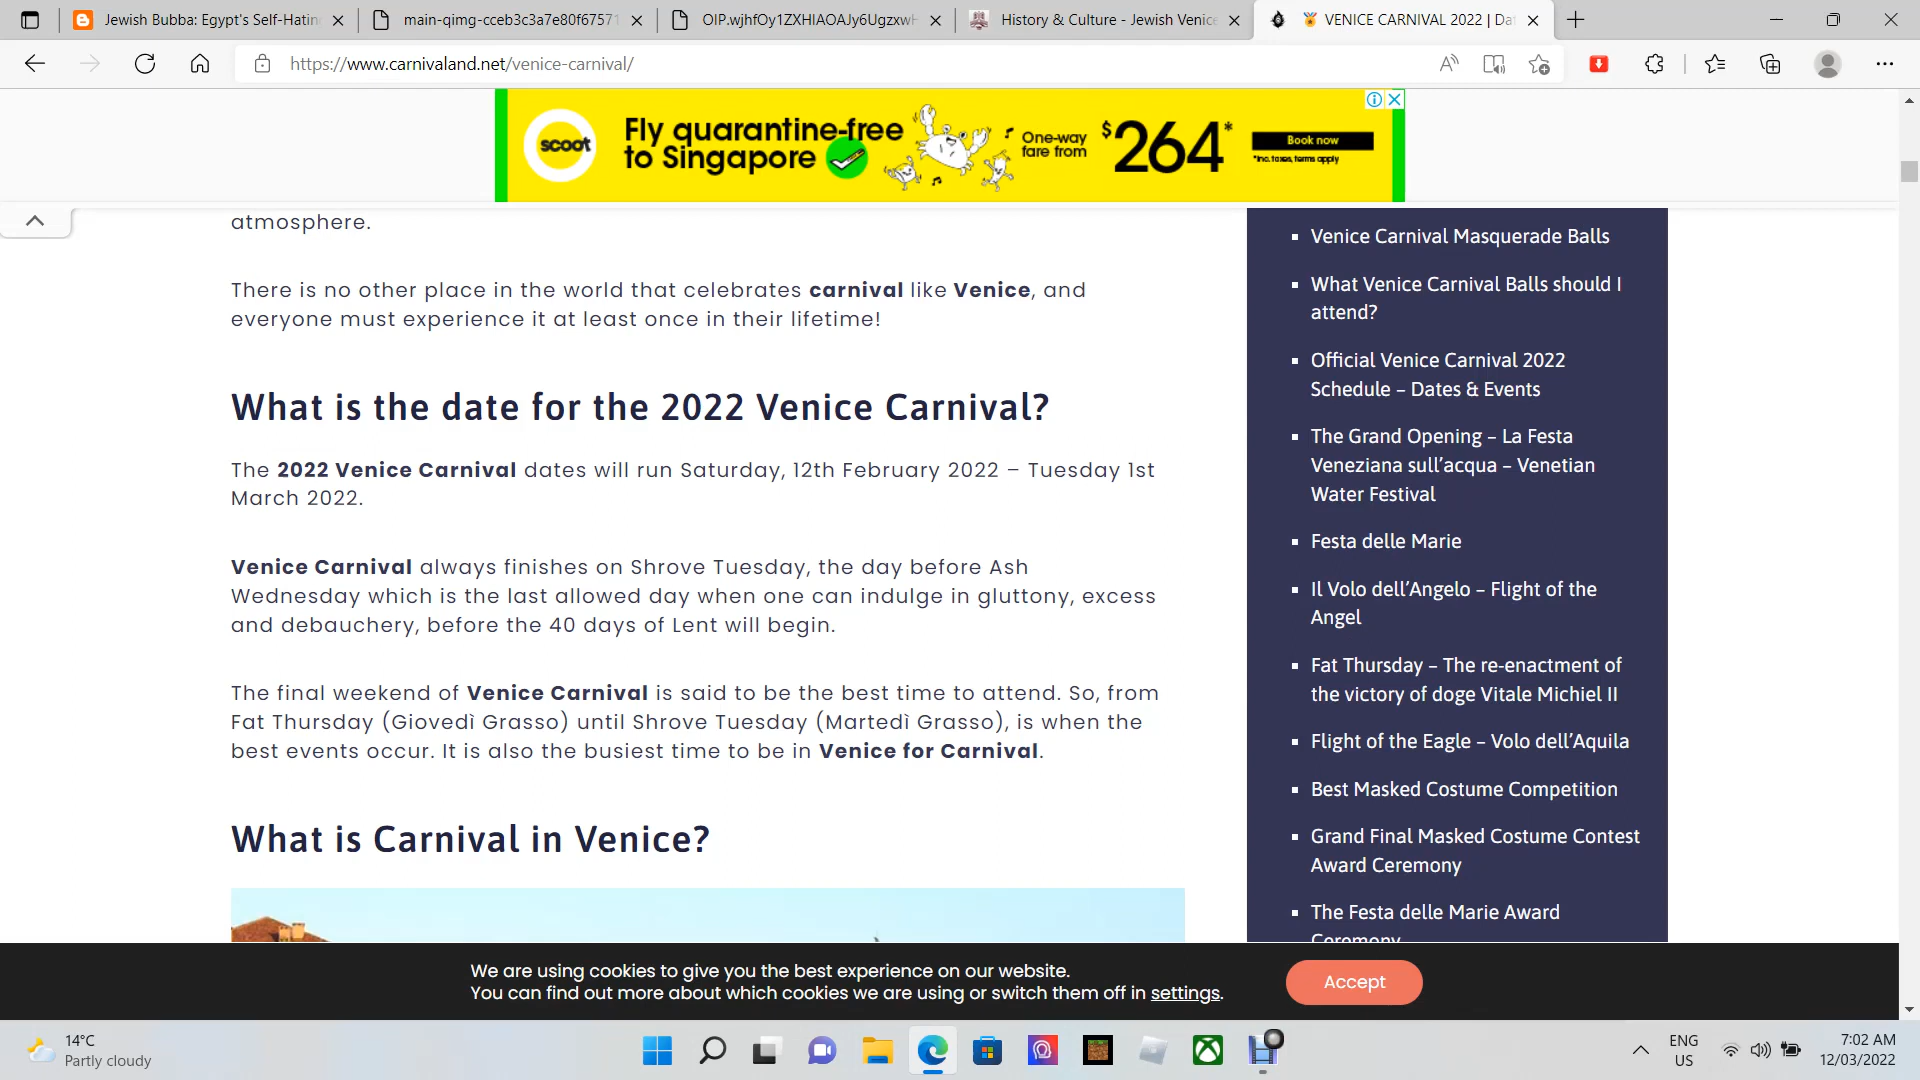 Jewish Bubba: Egypt's Self-Hatin
main-qimg-cceb3c3a7e80f67571
OIP.wjhfOy1ZXHIAOAJy6UgzxwH
History & Culture - Jewish Venice
VENICE CARNIVAL 2022 | Da
https://www.carnivaland.net/venice-carnival/
scoot
Fly quarantine-free
to Singapore
One-way
fare from
$264*
Book now
*Inc. taxes, terms apply
atmosphere.
There is no other place in the world that celebrates carnival like Venice, and
everyone must experience it at least once in their lifetime!
What is the date for the 2022 Venice Carnival?
The 2022 Venice Carnival dates will run Saturday, 12th February 2022 – Tuesday 1st
March 2022.
Venice Carnival always finishes on Shrove Tuesday, the day before Ash
Wednesday which is the last allowed day when one can indulge in gluttony, excess
and debauchery, before the 40 days of Lent will begin.
The final weekend of Venice Carnival is said to be the best time to attend. So, from
Fat Thursday (Giovedì Grasso) until Shrove Tuesday (Martedì Grasso), is when the
best events occur. It is also the busiest time to be in Venice for Carnival.
What is Carnival in Venice?
▪ Venice Carnival Masquerade Balls
▪ What Venice Carnival Balls should I
attend?
▪ Official Venice Carnival 2022
Schedule – Dates & Events
▪ The Grand Opening – La Festa
Veneziana sull’acqua – Venetian
Water Festival
▪ Festa delle Marie
▪ Il Volo dell’Angelo – Flight of the
Angel
▪ Fat Thursday – The re-enactment of
the victory of doge Vitale Michiel II
▪ Flight of the Eagle – Volo dell’Aquila
▪ Best Masked Costume Competition
▪ Grand Final Masked Costume Contest
Award Ceremony
▪ The Festa delle Marie Award
Ceremony
We are using cookies to give you the best experience on our website.
You can find out more about which cookies we are using or switch them off in settings.
Accept
14°C
Partly cloudy
ENG
US
7:02 AM
12/03/2022